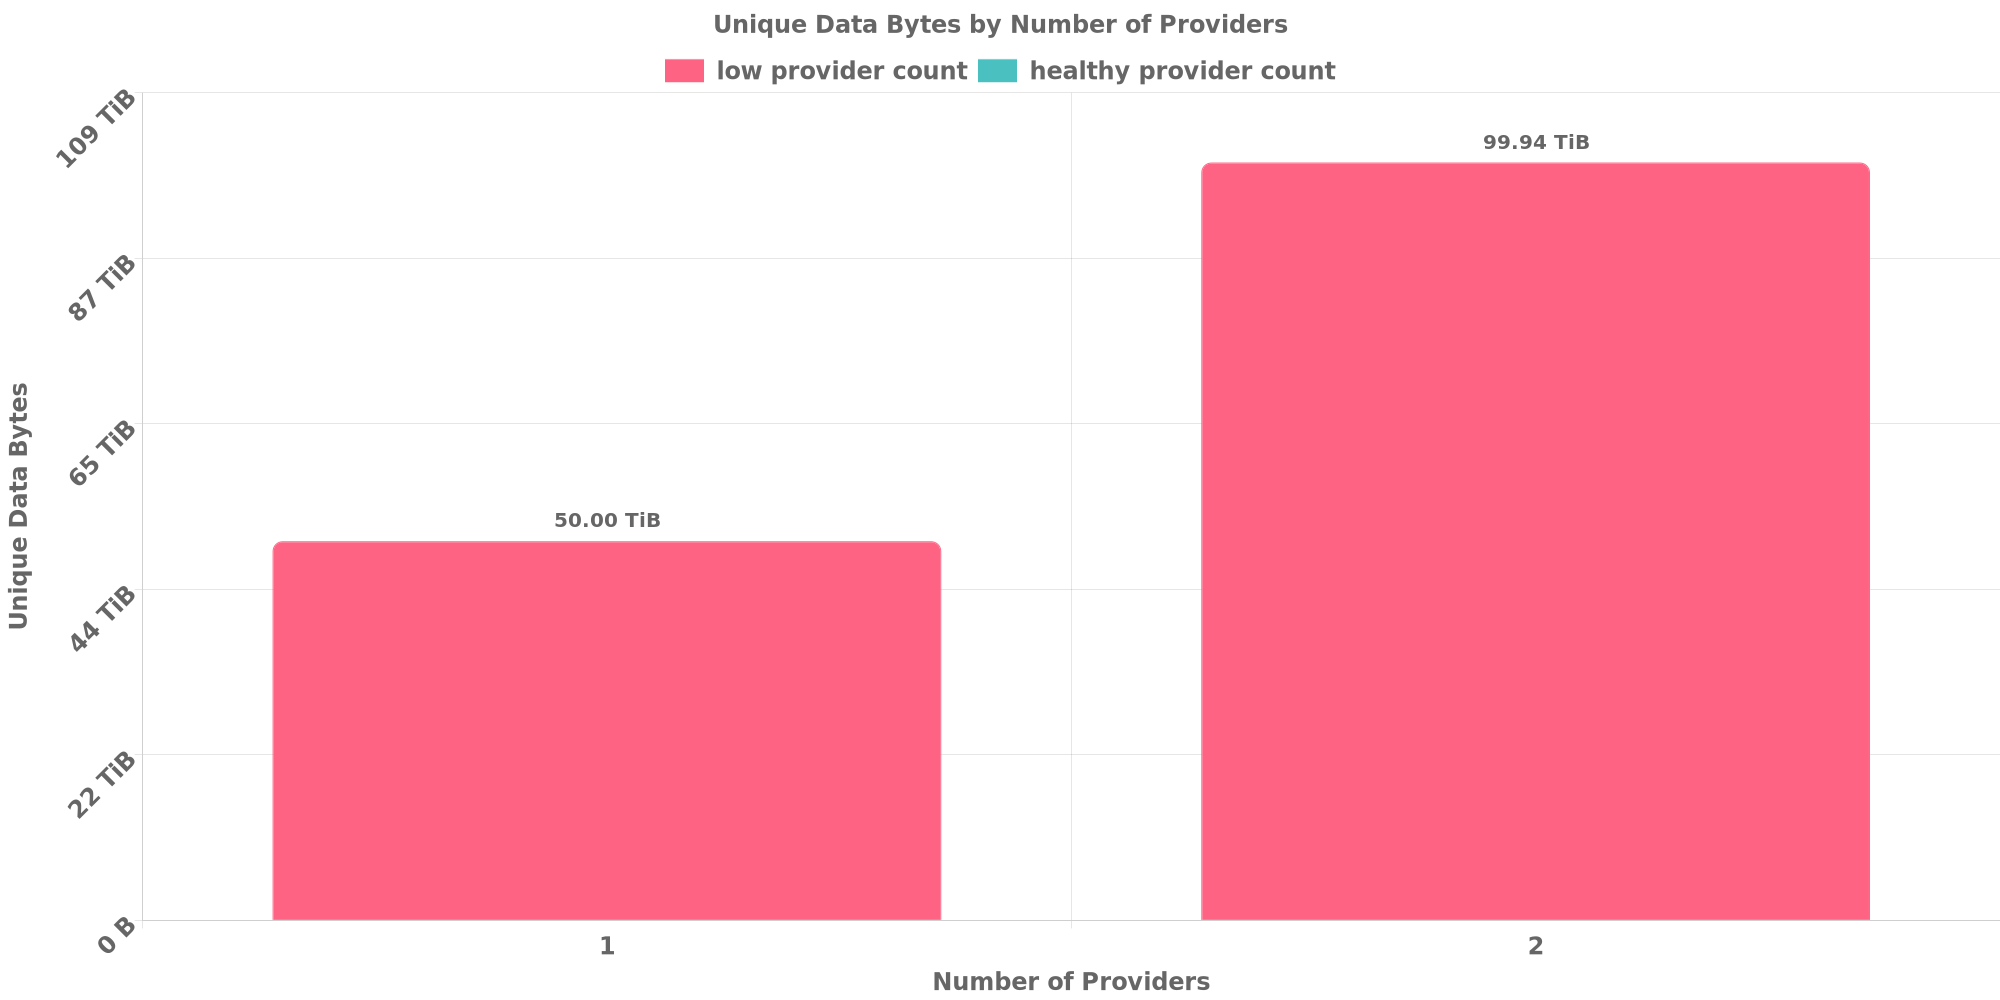 Unique Data Bytes by Number of Providers
low provider count healthy provider count
109 TiB
87 TiB
65 TiB
44 TiB
22 TiB
0 B
Unique Data Bytes
50.00 TiB
99.94 TiB
1 2
Number of Providers